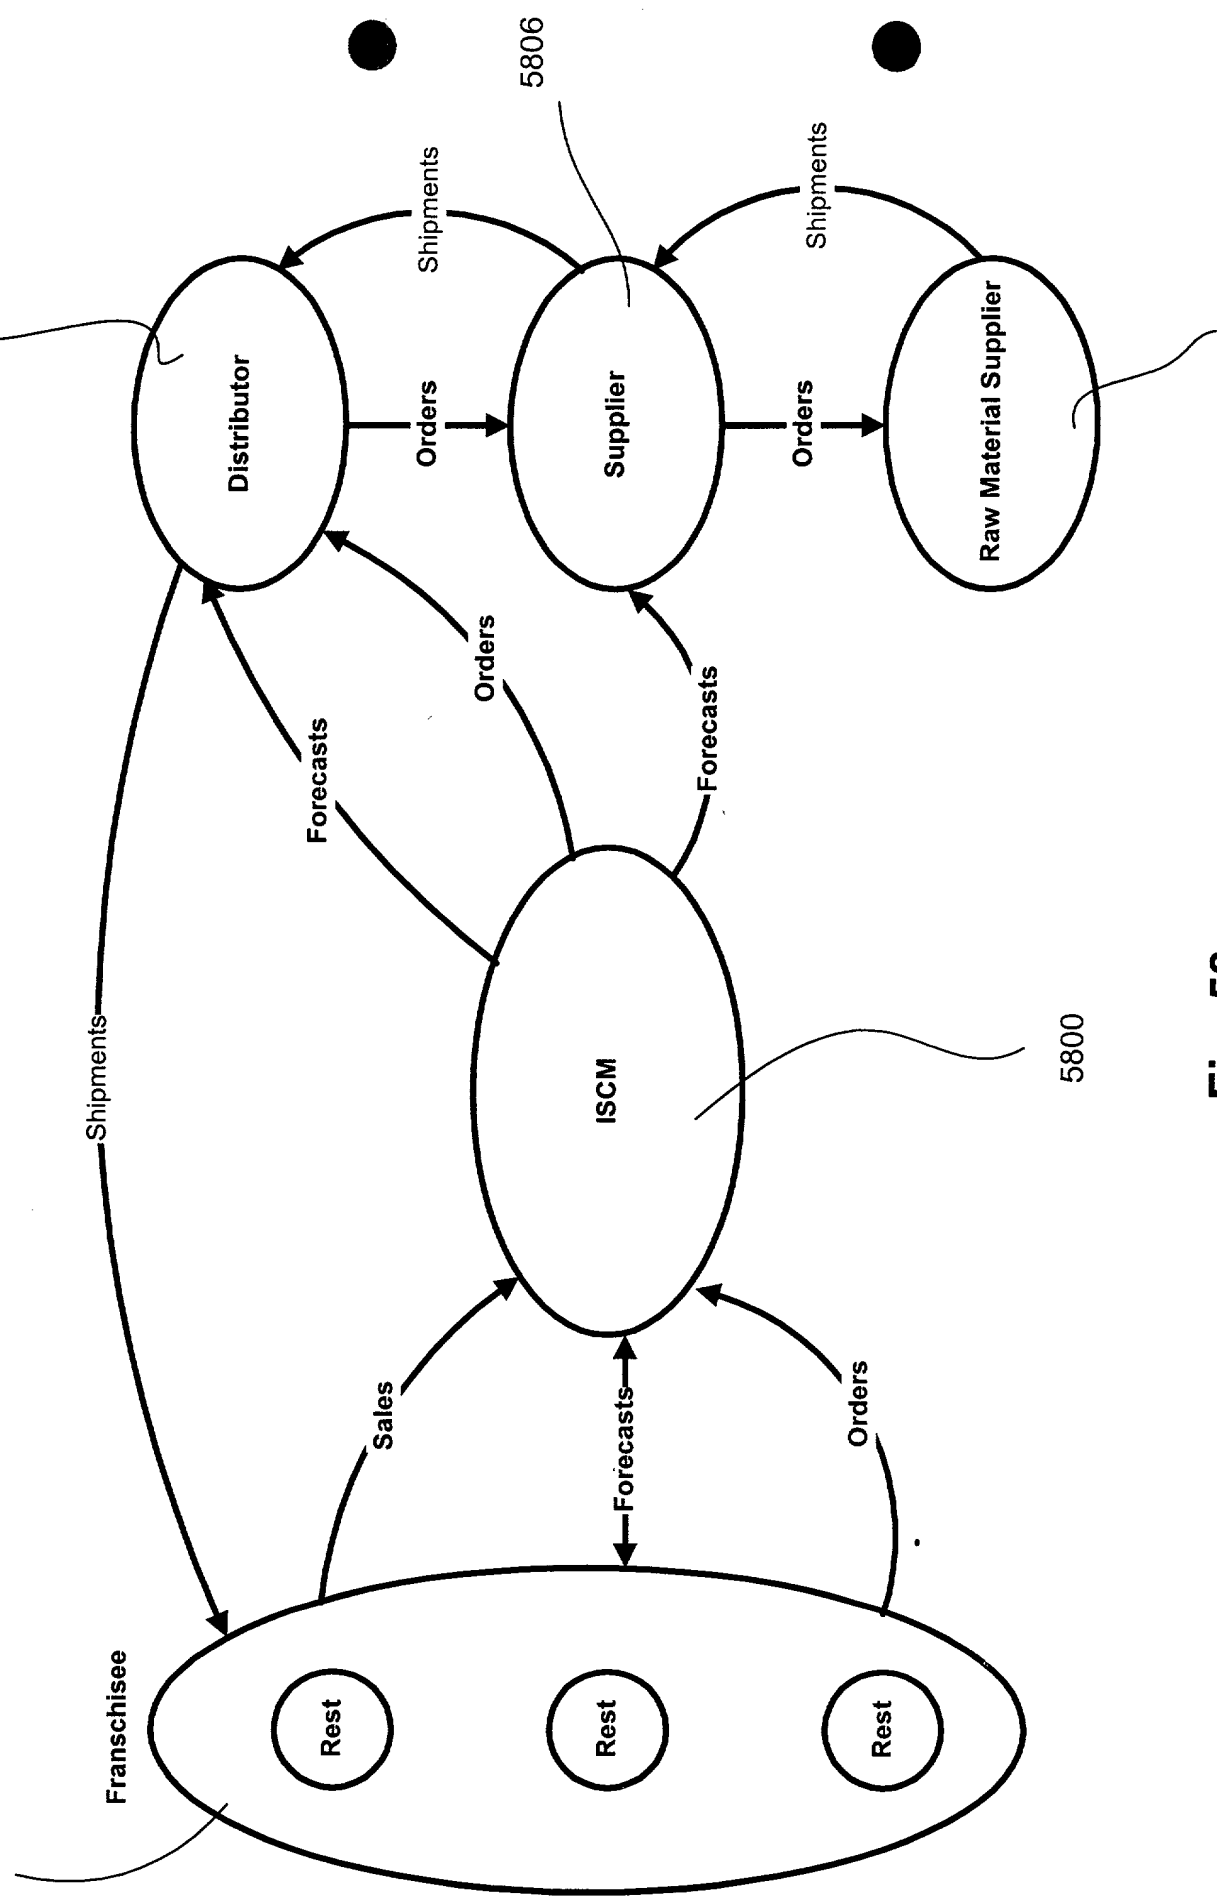 Franschisee
Rest
Rest
Rest
Shipments
Sales
Forecasts
Orders
ISCM
5800
Forecasts
Orders
Forecasts
Distributor
Orders
Shipments
Supplier
5806
Orders
Shipments
Raw Material Supplier